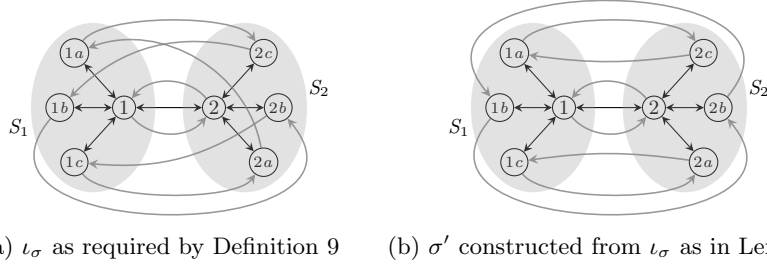 1a 2c 1a 2c
S₂ S₂
1b 1 2 2b 1b 1 2 2b
S₁ S₁
1c 2a 1c 2a
) ισ as required by Definition 9 (b) σ′ constructed from ισ as in Le